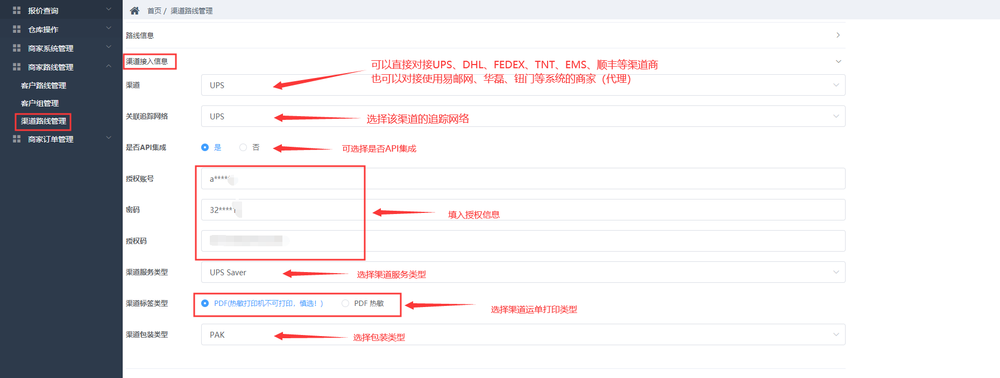 报价查询
仓库操作
商家系统管理
商家路线管理
客户路线管理
客户组管理
渠道路线管理
商家订单管理
首页 / 渠道路线管理
路线信息
渠道接入信息
可以直接对接UPS、DHL、FEDEX、TNT、EMS、顺丰等渠道商
也可以对接使用易邮网、华磊、钮门等系统的商家（代理）
渠道 UPS
关联追踪网络 UPS 选择该渠道的追踪网络
是否API集成 是 否 可选择是否API集成
授权账号 a****
密码 32**** 填入授权信息
授权码
渠道服务类型 UPS Saver 选择渠道服务类型
渠道标签类型 PDF(热敏打印机不可打印，慎选！) PDF 热敏 选择渠道运单打印类型
渠道包装类型 PAK 选择包装类型